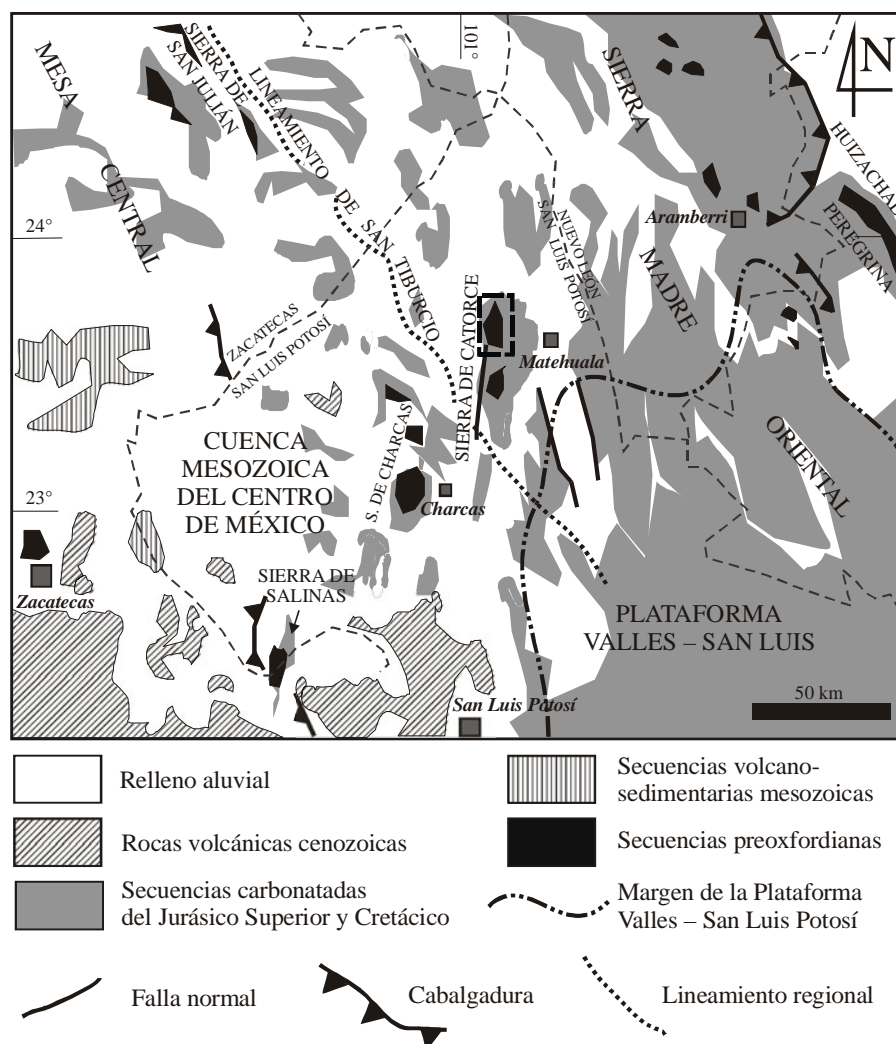 MESA
CENTRAL
SIERRA DE
SAN JULIÁN
LINEAMIENTO DE SAN TIBURCIO
101°
SIERRA
MADRE
ORIENTAL
N
HUIZACHAL
PEREGRINA
Aramberri
24°
NUEVO LEÓN
SAN LUIS POTOSÍ
ZACATECAS
SAN LUIS POTOSÍ
SIERRA DE CATORCE
Matehuala
CUENCA
MESOZOICA
DEL CENTRO
DE MÉXICO
S. DE CHARCAS
Charcas
23°
Zacatecas
SIERRA DE
SALINAS
PLATAFORMA
VALLES – SAN LUIS
San Luis Potosí
50 km
Relleno aluvial
Rocas volcánicas cenozoicas
Secuencias carbonatadas
del Jurásico Superior y Cretácico
Secuencias volcano-
sedimentarias mesozoicas
Secuencias preoxfordianas
Margen de la Plataforma
Valles – San Luis Potosí
Falla normal
Cabalgadura
Lineamiento regional